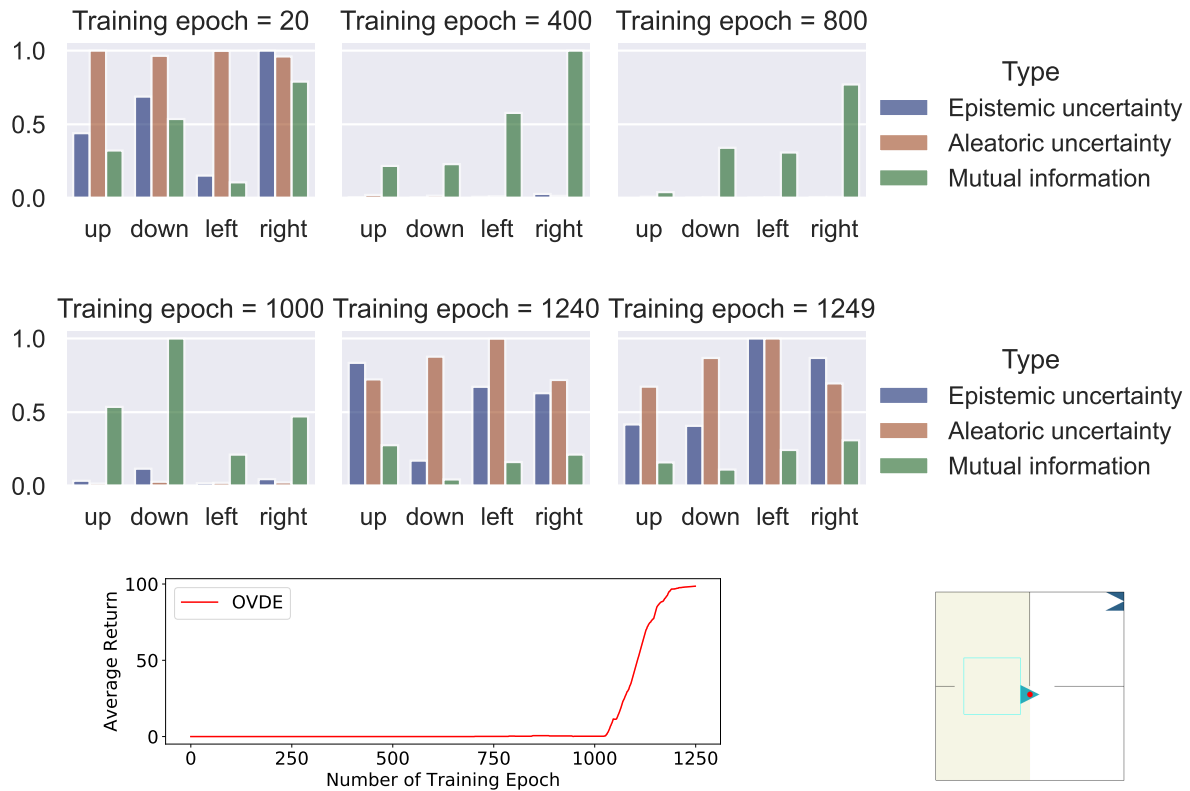 Training epoch = 20 Training epoch = 400 Training epoch = 800
1.0
0.5
0.0
up down left right up down left right up down left right
Type
Epistemic uncertainty
Aleatoric uncertainty
Mutual information
Training epoch = 1000 Training epoch = 1240 Training epoch = 1249
1.0
0.5
0.0
up down left right up down left right up down left right
Type
Epistemic uncertainty
Aleatoric uncertainty
Mutual information
Average Return
100
50
0
OVDE
0 250 500 750 1000 1250
Number of Training Epoch